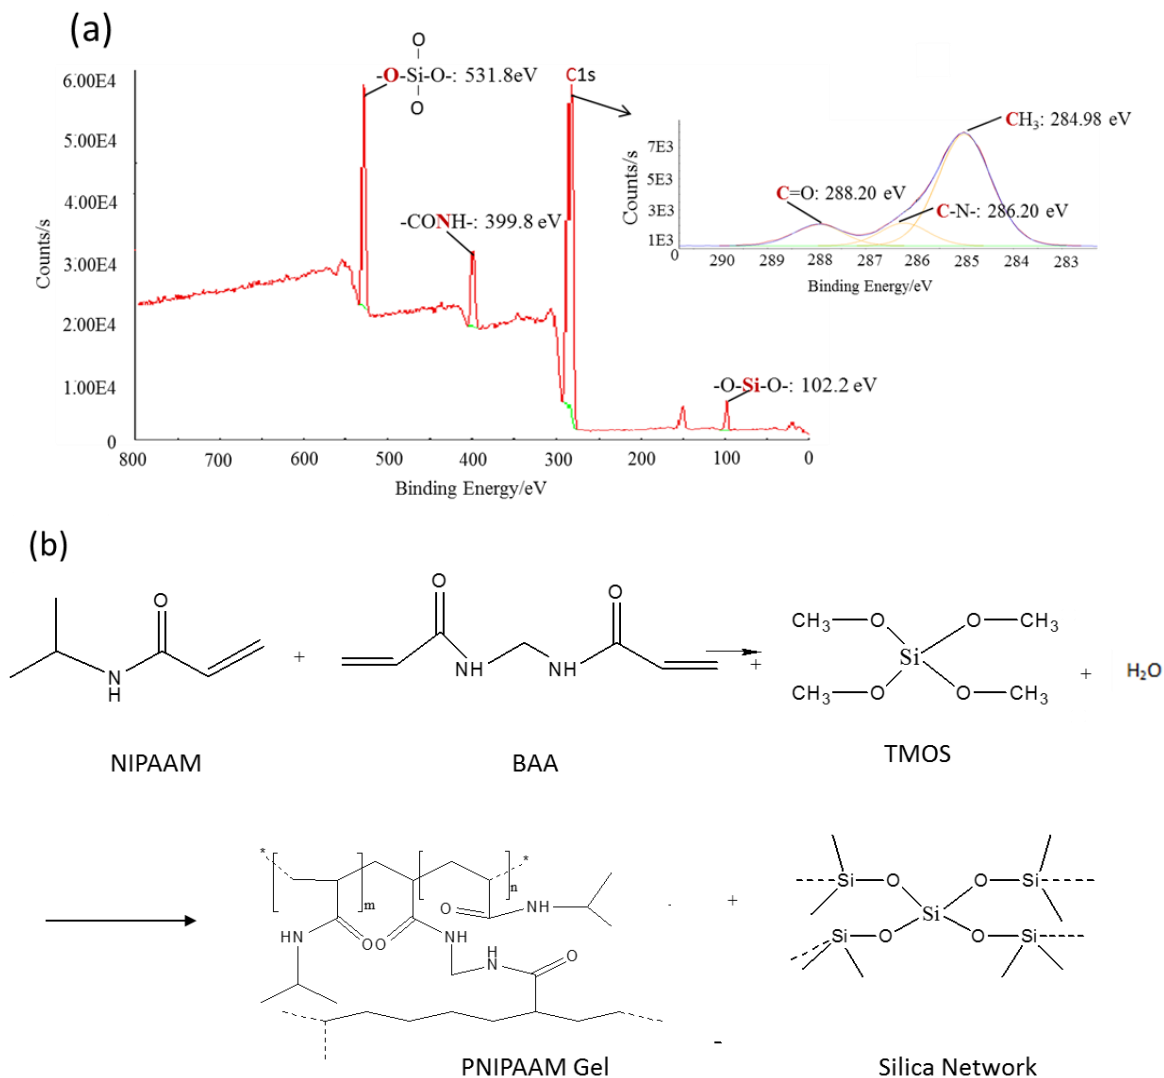 (a)
O
-O-Si-O-: 531.8eV
O
C1s
6.00E4
5.00E4
4.00E4
3.00E4
2.00E4
1.00E4
0
Counts/s
-CONH-: 399.8 eV
-O-Si-O-: 102.2 eV
800 700 600 500 400 300 200 100 0
Binding Energy/eV
CH3: 284.98 eV
C=O: 288.20 eV
C-N-: 286.20 eV
7E3
5E3
3E3
1E3
0
Counts/s
290 289 288 287 286 285 284 283
Binding Energy/eV
(b)
O
N
H
NIPAAM
+
O
O
NH
NH
BAA
+
CH3 O O CH3
Si
CH3 O O CH3
TMOS
+
H2O
* [ ] m [ ] n *
O NH
HN O O NH
H
N O
PNIPAAM Gel
+
-
Si O O Si
Si
Si O O Si
Silica Network